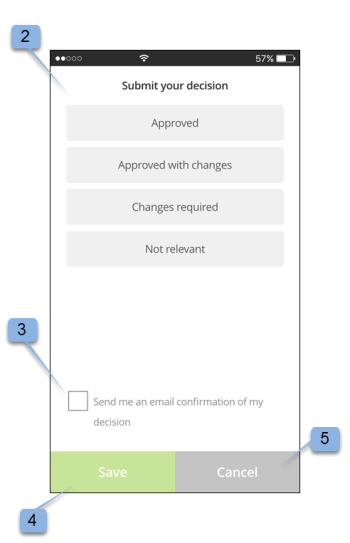 2
57%
Submit your decision
Approved
Approved with changes
Changes required
Not relevant
3
Send me an email confirmation of my
decision
5
Save Cancel
4